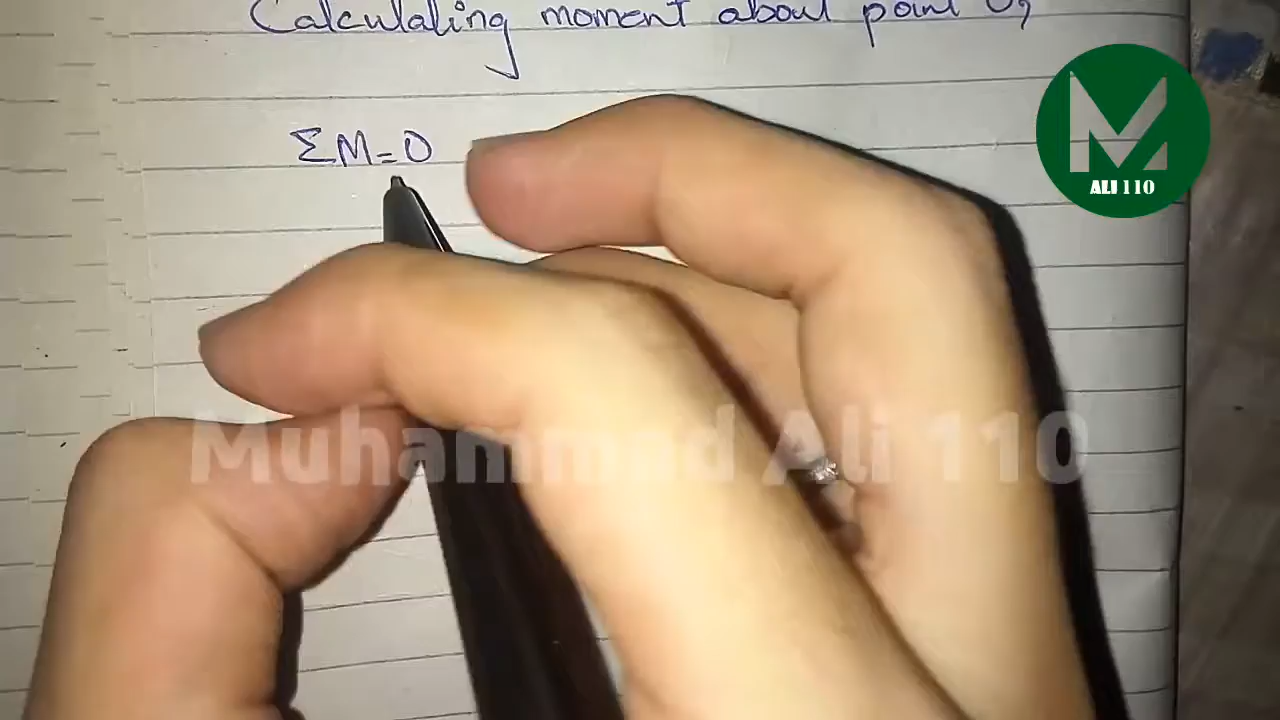 Calculating moment about point O,
ΣM=0
M
ALI 110
Muhammad Ali 110